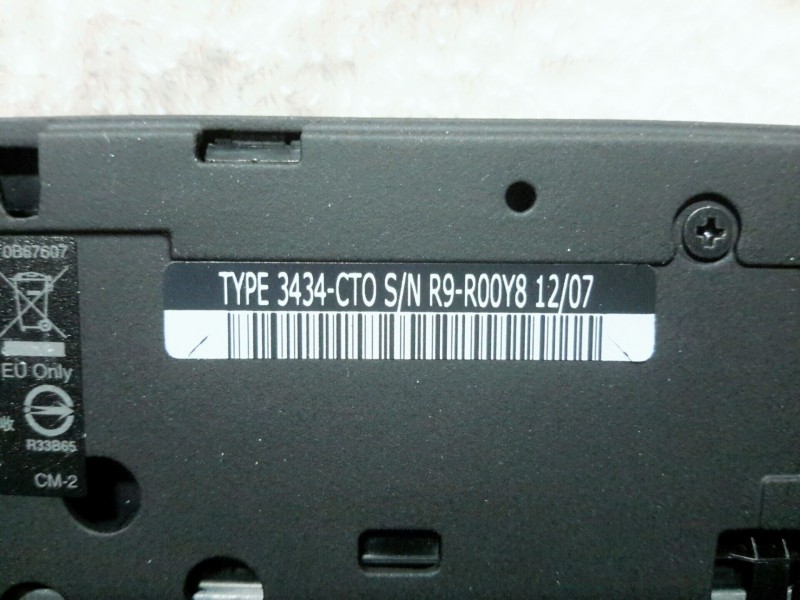 TYPE 3434-CTO S/N R9-R00Y8 12/07
0B67607
EU Only
R33B65
CM-2